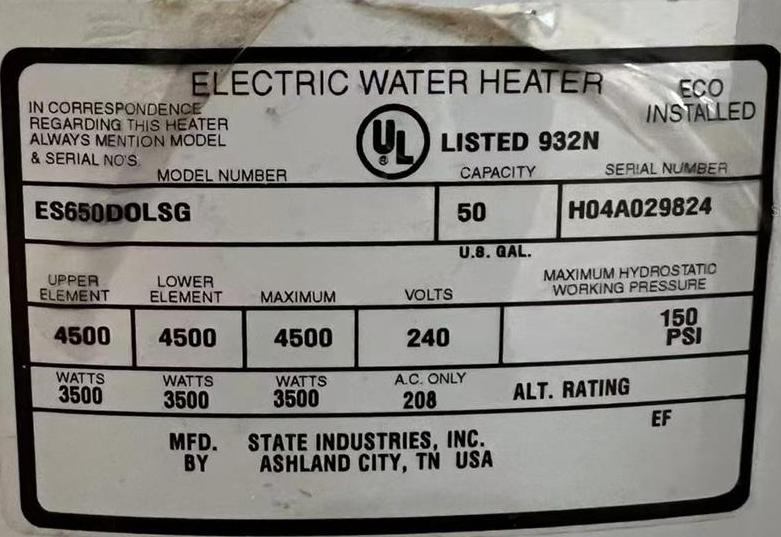 ELECTRIC WATER HEATER
ECO
INSTALLED
IN CORRESPONDENCE
REGARDING THIS HEATER
ALWAYS MENTION MODEL
& SERIAL NO'S.
UL
®
LISTED 932N
MODEL NUMBER CAPACITY SERIAL NUMBER
ES650DOLSG 50 H04A029824
U.S. GAL.
UPPER
ELEMENT
LOWER
ELEMENT
MAXIMUM
VOLTS
MAXIMUM HYDROSTATIC
WORKING PRESSURE
4500 4500 4500 240
150
PSI
WATTS WATTS WATTS A.C. ONLY
3500 3500 3500 208 ALT. RATING
EF
MFD. STATE INDUSTRIES, INC.
BY ASHLAND CITY, TN USA